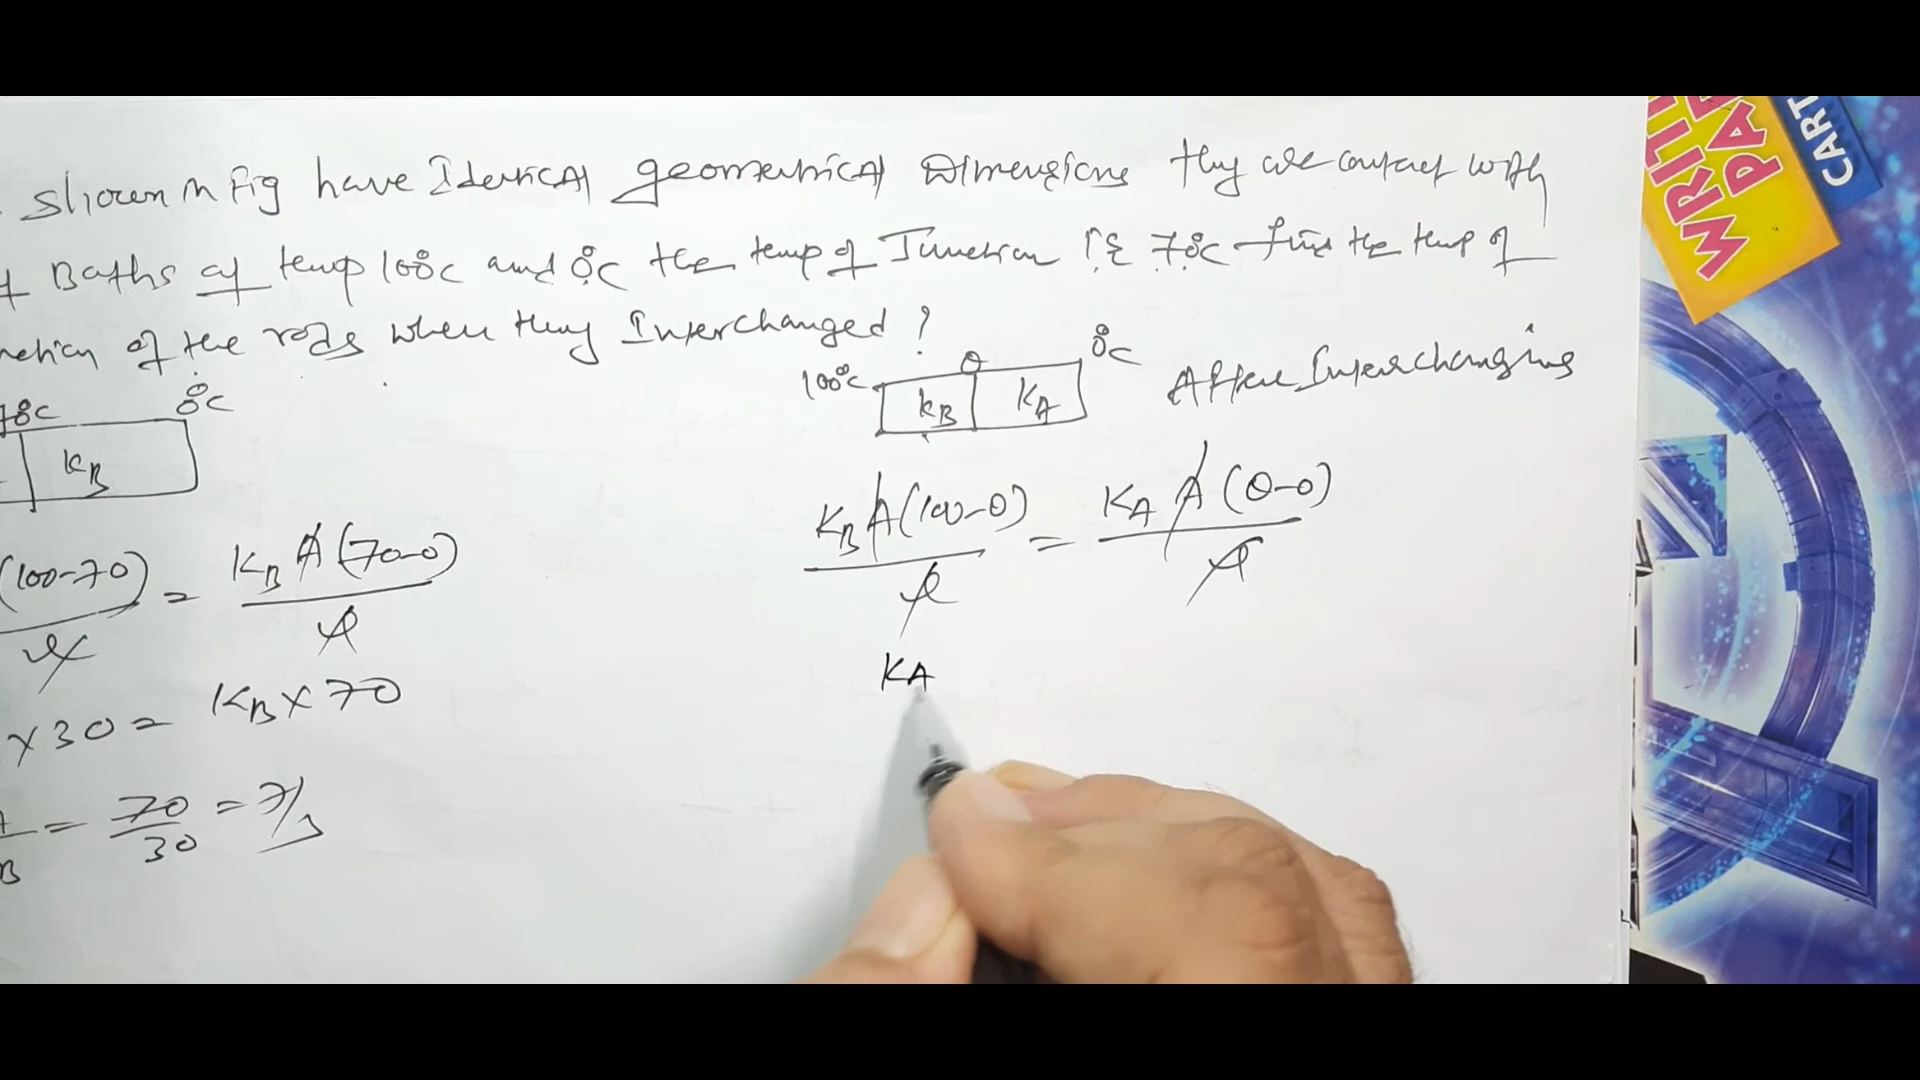 shown in Fig have Identical geometrical Dimensions they are contact with
Baths of temp 100°c and 0°c the temp of Junction is 70°c find the temp of
of the rods when they Interchanged ?
70°c 0°c
KB
(100-70) = KB A (70-0)
l l
x 30 = KB x 70
= 70/30 = 7/3
B
100°c θ 0°c After Interchanging
KB KA
KB A (100-θ) = KA A (θ-0)
l l
KA
WRITI
PAP
CART